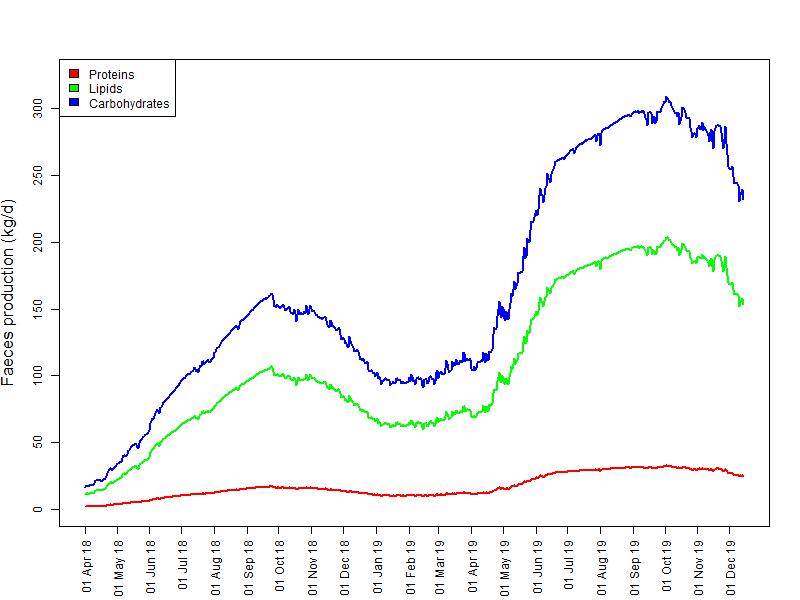 Proteins
Lipids
Carbohydrates
Faeces production (kg/d)
300
250
200
150
100
50
0
01 Apr 18
01 May 18
01 Jun 18
01 Jul 18
01 Aug 18
01 Sep 18
01 Oct 18
01 Nov 18
01 Dec 18
01 Jan 19
01 Feb 19
01 Mar 19
01 Apr 19
01 May 19
01 Jun 19
01 Jul 19
01 Aug 19
01 Sep 19
01 Oct 19
01 Nov 19
01 Dec 19